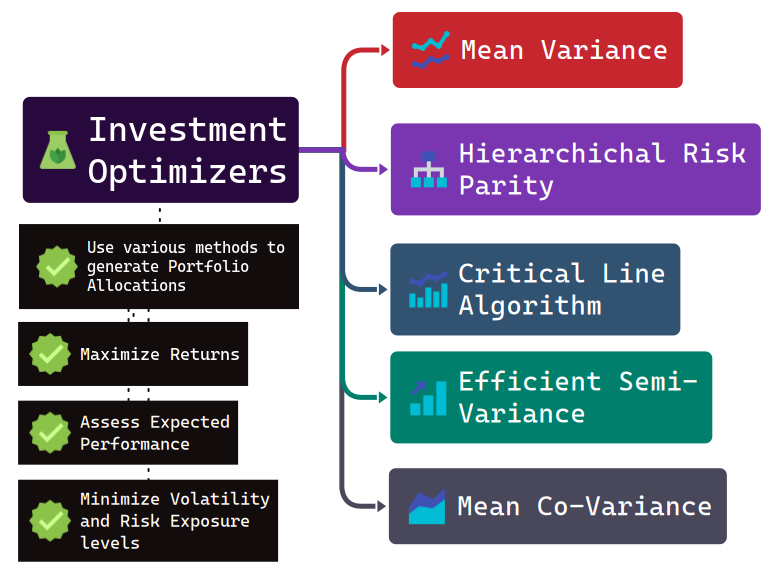 Investment
Optimizers
Use various methods to
generate Portfolio
Allocations
Maximize Returns
Assess Expected
Performance
Minimize Volatility
and Risk Exposure
levels
Mean Variance
Hierarchichal Risk
Parity
Critical Line
Algorithm
Efficient Semi-
Variance
Mean Co-Variance